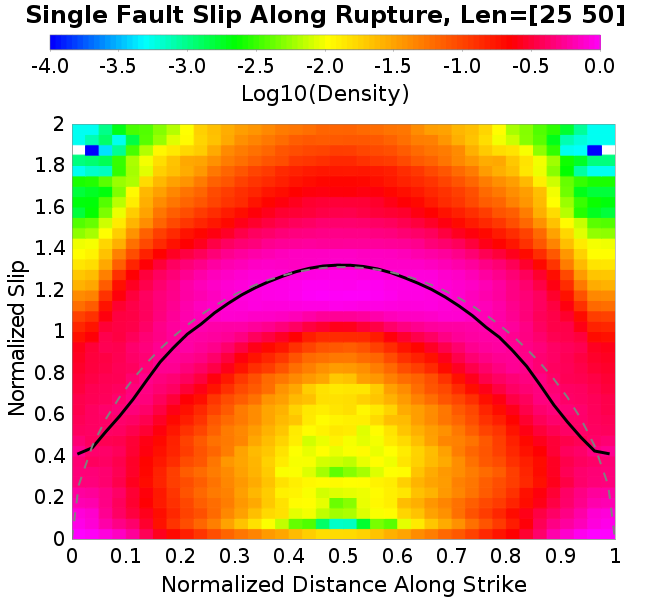 Single Fault Slip Along Rupture, Len=[25 50]
-4.0 -3.5 -3.0 -2.5 -2.0 -1.5 -1.0 -0.5 0.0
Log10(Density)
2
1.8
1.6
1.4
1.2
1
0.8
0.6
0.4
0.2
0
Normalized Slip
0 0.1 0.2 0.3 0.4 0.5 0.6 0.7 0.8 0.9 1
Normalized Distance Along Strike